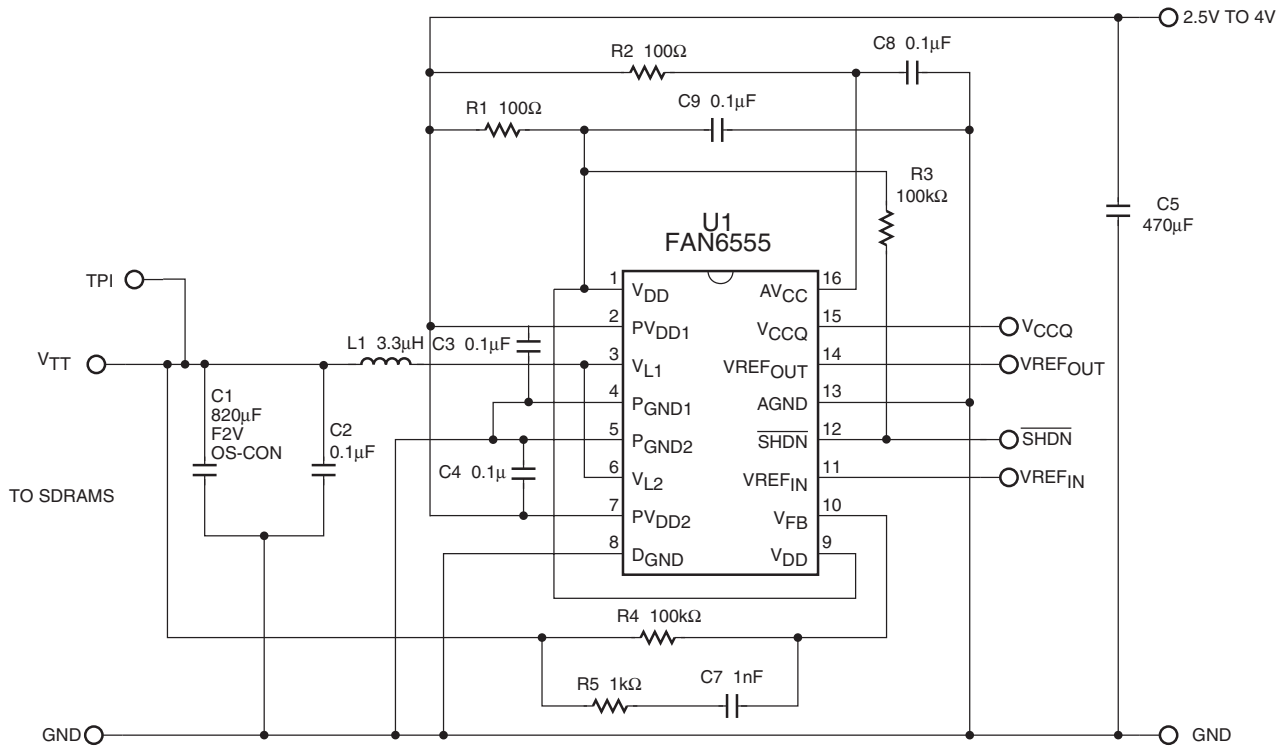 2.5V TO 4V
R2 100Ω
C8 0.1µF
R1 100Ω
C9 0.1µF
R3
100kΩ
C5
470µF
U1
FAN6555
TPI
1
VDD
16
AVCC
2
PVDD1
15
VCCQ
VCCQ
VTT
L1 3.3µH
C3 0.1µF
3
VL1
14
VREFOUT
VREFOUT
4
PGND1
13
AGND
C1
820µF
F2V
OS-CON
C2
0.1µF
5
PGND2
12
SHDN
SHDN
C4 0.1µ
6
VL2
11
VREFIN
VREFIN
TO SDRAMS
7
PVDD2
10
VFB
8
DGND
9
VDD
R4 100kΩ
R5 1kΩ
C7 1nF
GND
GND